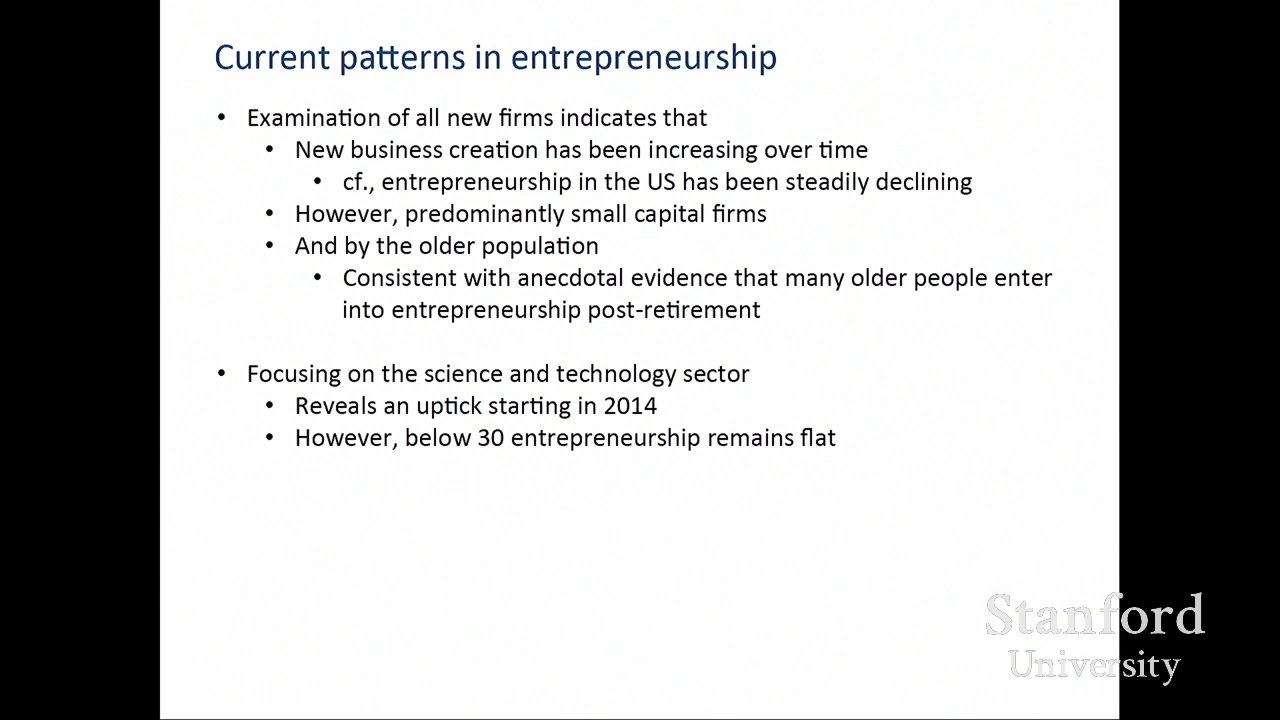 Current patterns in entrepreneurship
• Examination of all new firms indicates that
• New business creation has been increasing over time
• cf., entrepreneurship in the US has been steadily declining
• However, predominantly small capital firms
• And by the older population
• Consistent with anecdotal evidence that many older people enter
into entrepreneurship post-retirement
• Focusing on the science and technology sector
• Reveals an uptick starting in 2014
• However, below 30 entrepreneurship remains flat
Stanford
University